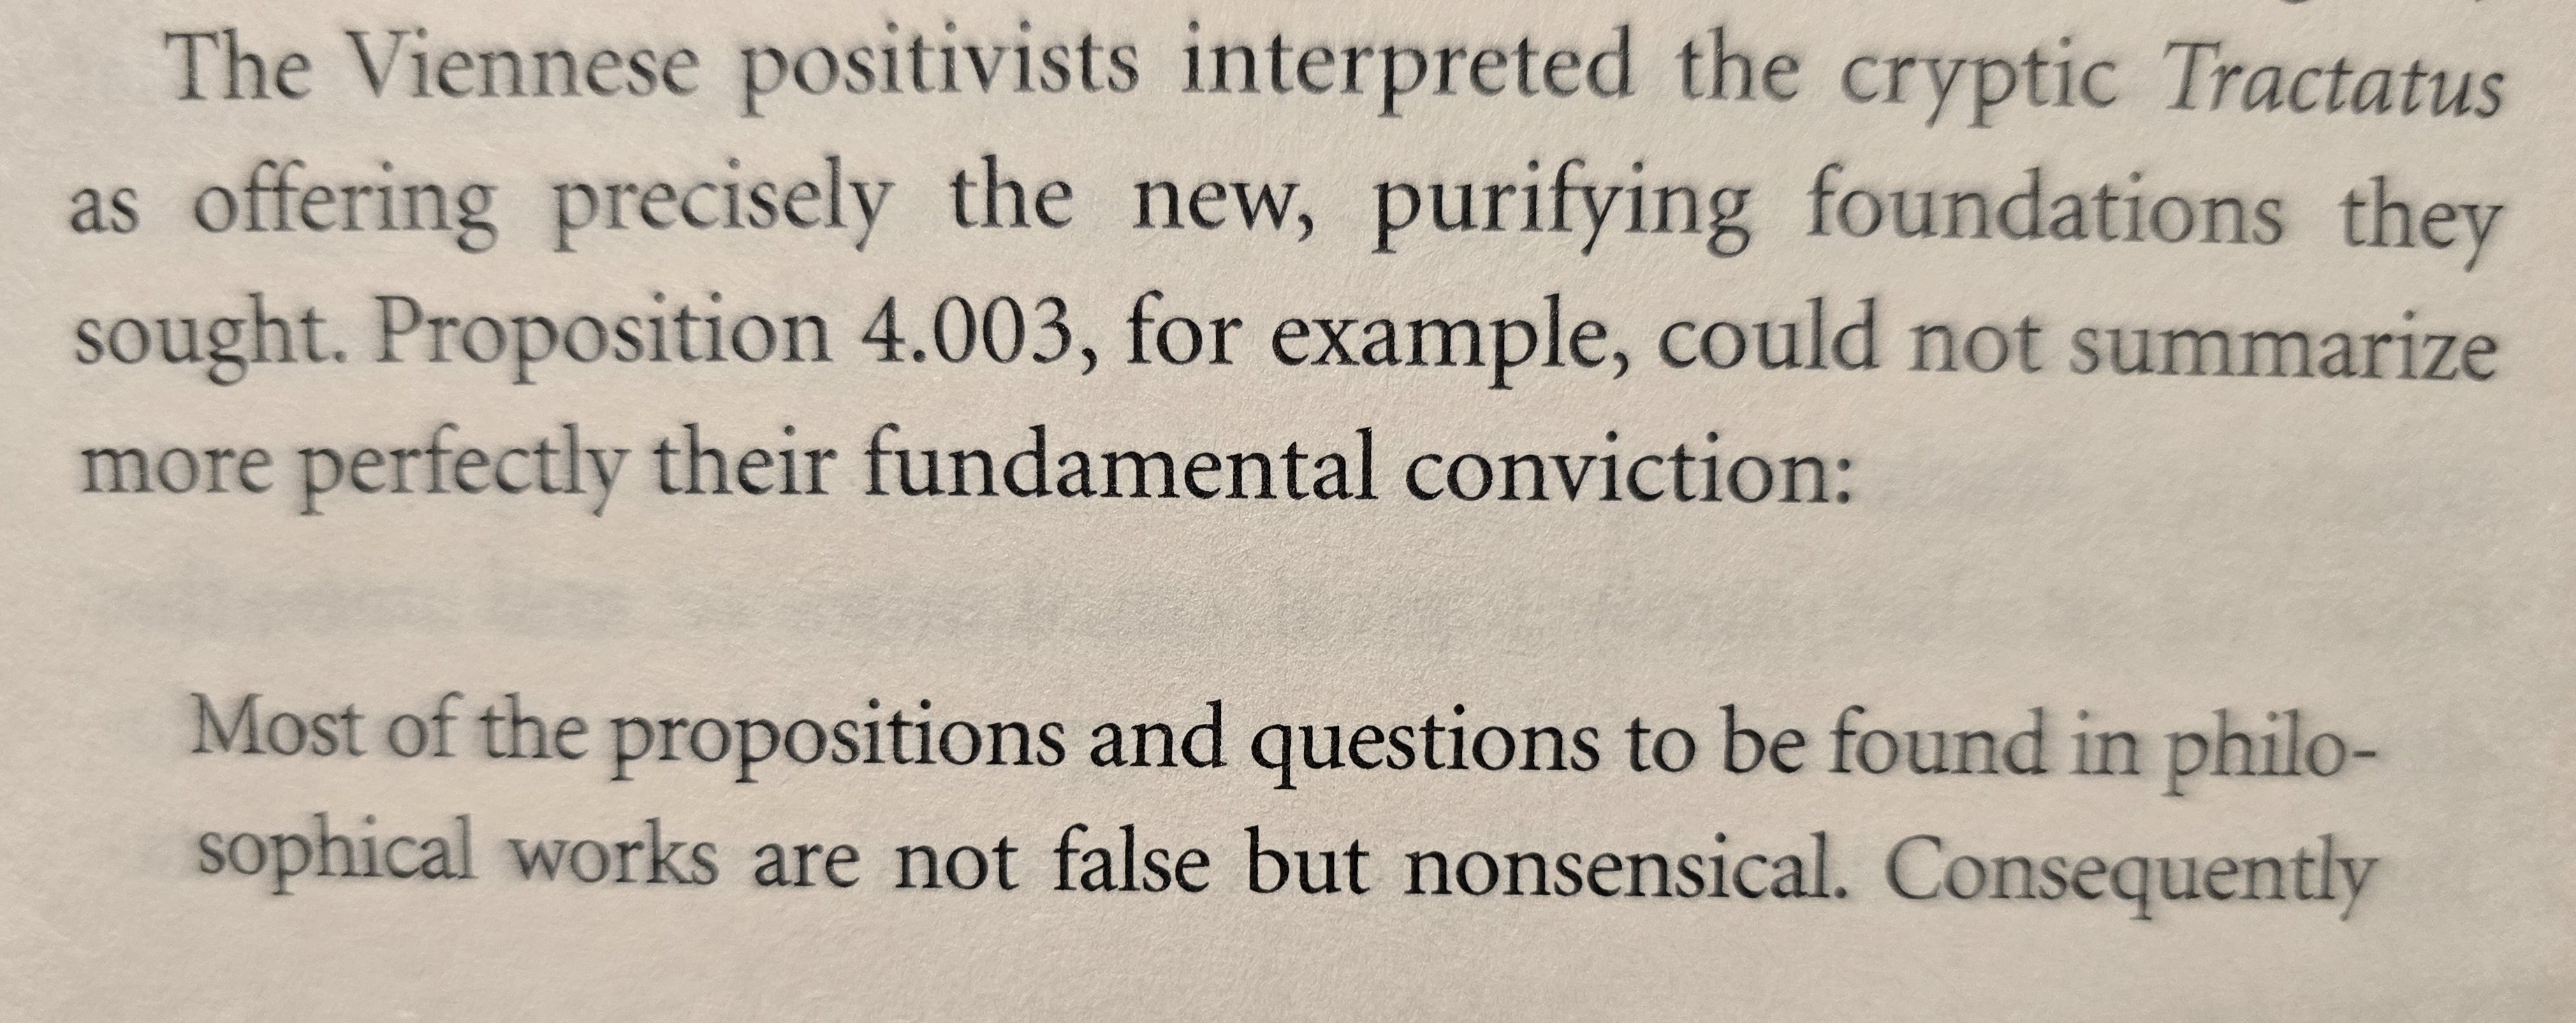 The Viennese positivists interpreted the cryptic Tractatus
as offering precisely the new, purifying foundations they
sought. Proposition 4.003, for example, could not summarize
more perfectly their fundamental conviction:
Most of the propositions and questions to be found in philo-
sophical works are not false but nonsensical. Consequently